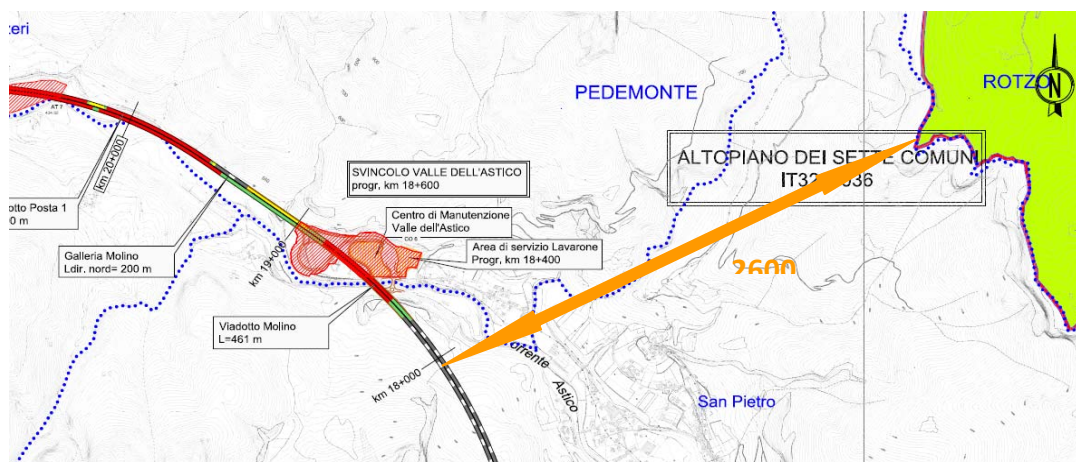 zeri
PEDEMONTE
ROTZO
N
ALTOPIANO DEI SETTE COMUNI
SVINCOLO VALLE DELL'ASTICO
progr, km 18+600
Centro di Manutenzione
Valle dell'Astico
Area di servizio Lavarone
Progr, km 18+400
km 20+000
otto Posta 1
0 m
Galleria Molino
Ldir. nord= 200 m
km 19+000
2600
Viadotto Molino
L=461 m
km 18+000
Torrente Astico
San Pietro